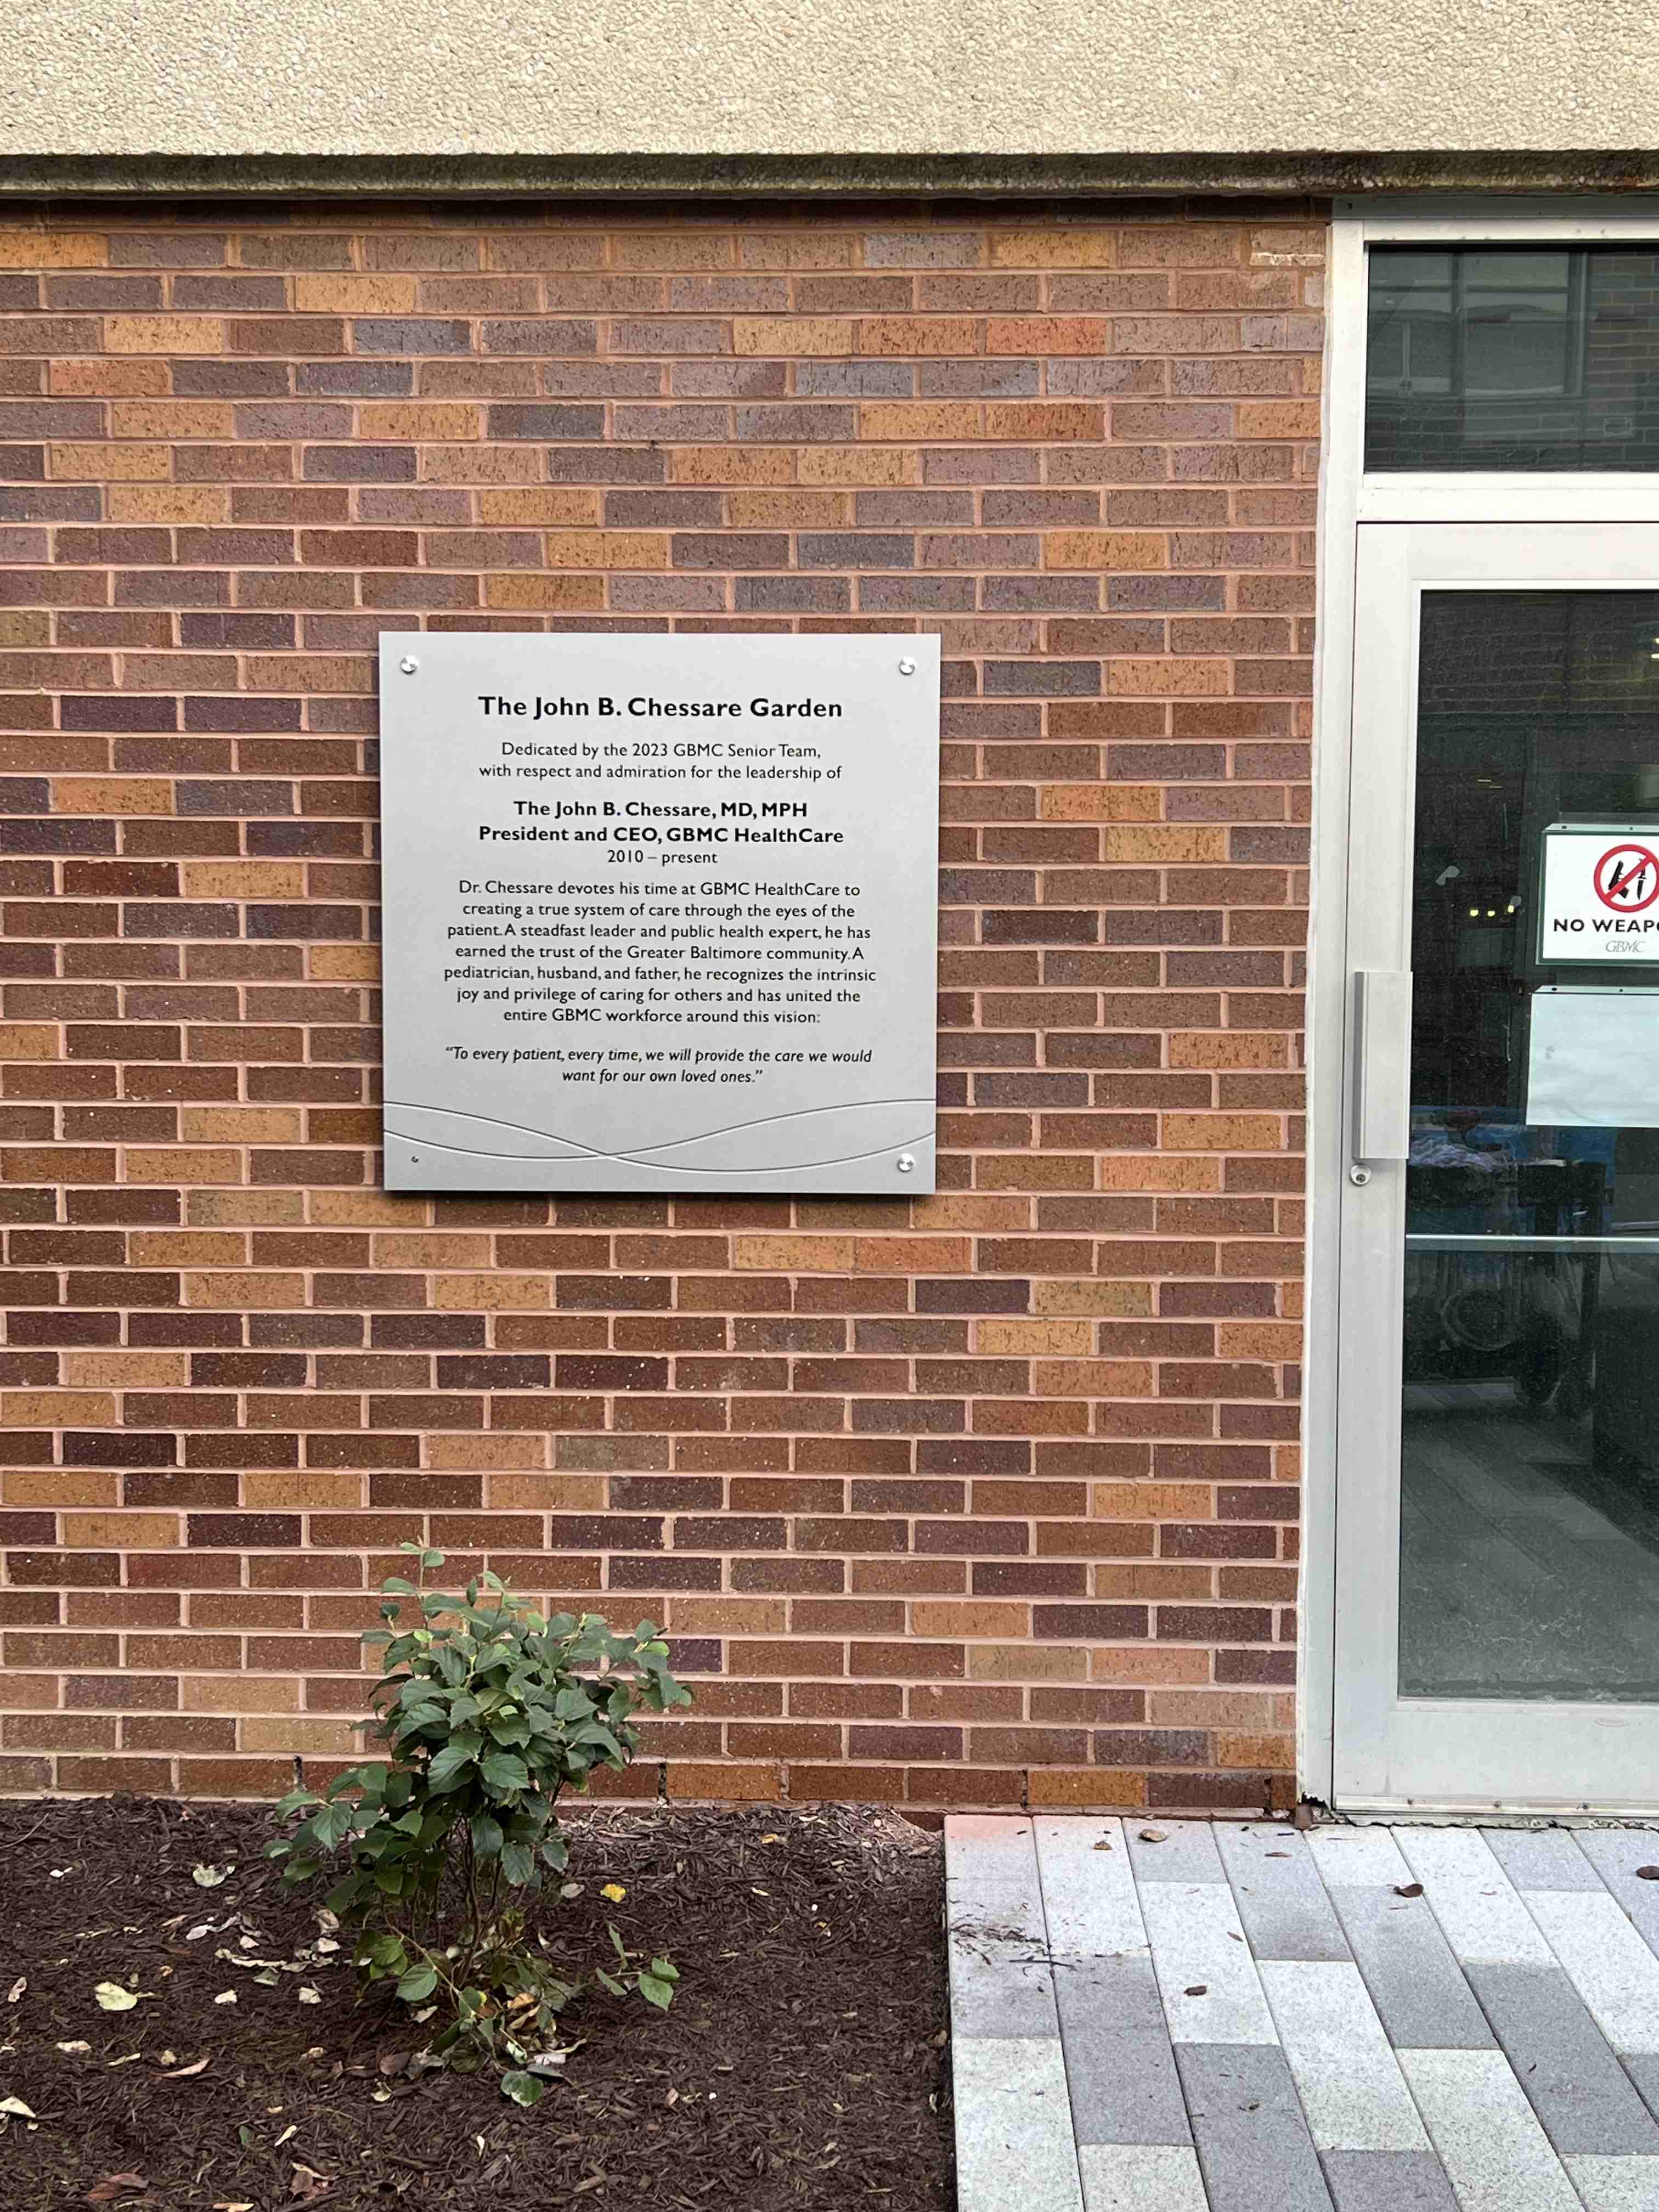 The John B. Chessare Garden
Dedicated by the 2023 GBMC Senior Team,
with respect and admiration for the leadership of
The John B. Chessare, MD, MPH
President and CEO, GBMC HealthCare
2010 – present
Dr. Chessare devotes his time at GBMC HealthCare to
creating a true system of care through the eyes of the
patient. A steadfast leader and public health expert, he has
earned the trust of the Greater Baltimore community. A
pediatrician, husband, and father, he recognizes the intrinsic
joy and privilege of caring for others and has united the
entire GBMC workforce around this vision:
“To every patient, every time, we will provide the care we would
want for our own loved ones.”
NO WEAPO
GBMC